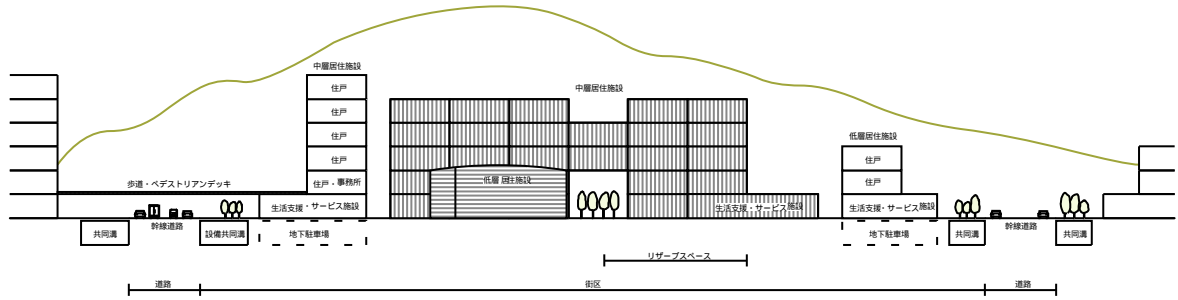 中層居住施設
住戸
住戸
住戸
住戸
住戸・事務所
歩道・ペデストリアンデッキ
生活支援・サービス施設
幹線道路
共同溝
設備共同溝
地下駐車場
中層居住施設
低層 居住施設
生活支援・サービス施設
低層居住施設
住戸
住戸
生活支援・サービス施設
地下駐車場
共同溝
幹線道路
共同溝
リザーブスペース
道路
街区
道路